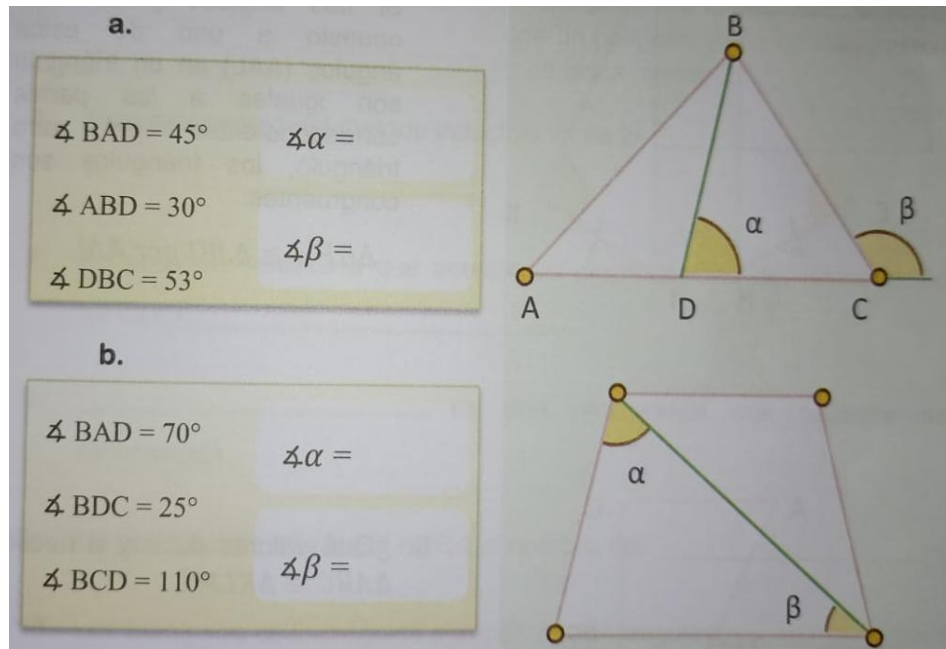 a.
∡ BAD = 45°
∡α =
∡ ABD = 30°
∡β =
∡ DBC = 53°
B
α
β
A
D
C
b.
∡ BAD = 70°
∡α =
∡ BDC = 25°
∡ BCD = 110°
∡β =
α
β